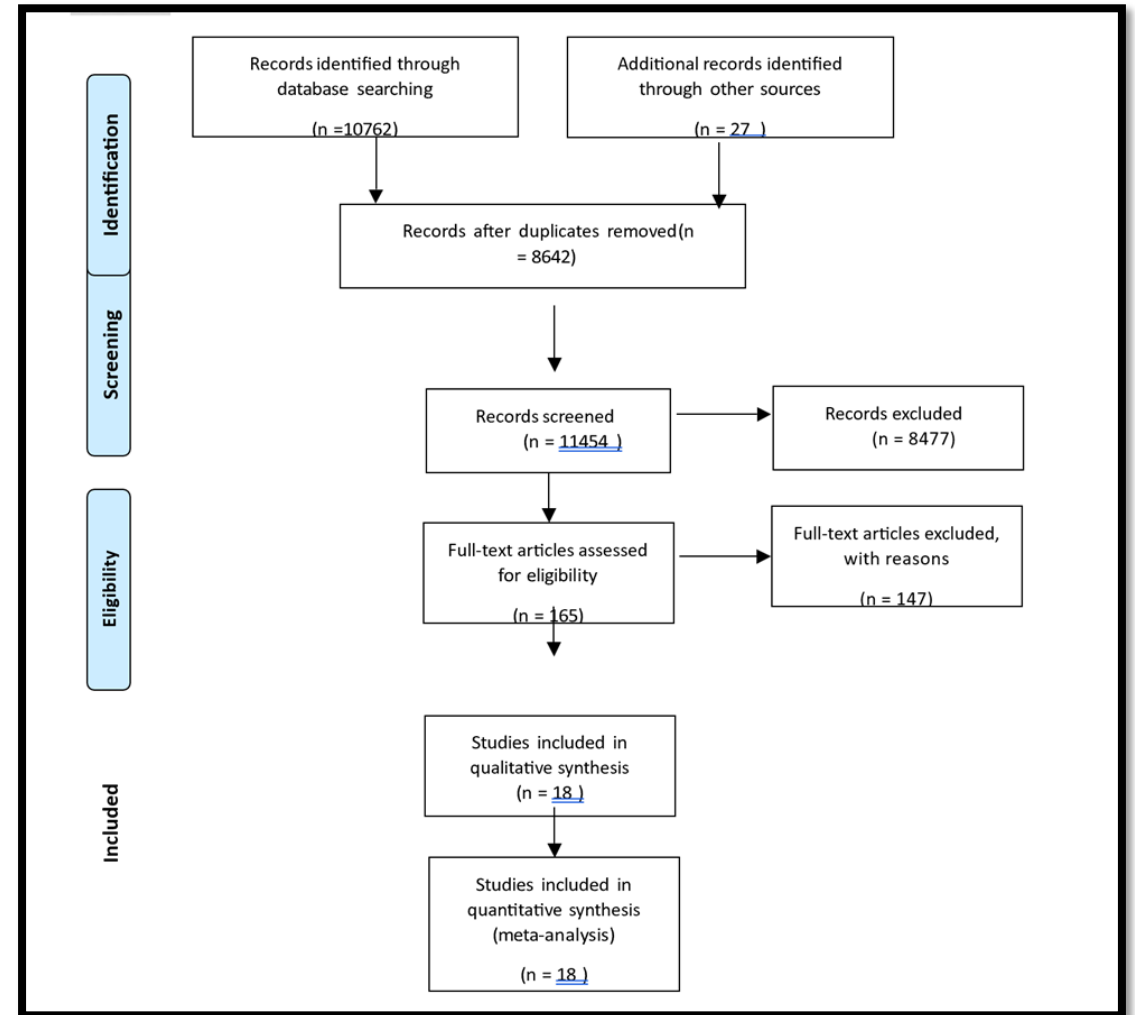 Records identified through
database searching
(n =10762)
Additional records identified
through other sources
(n = 27  )
Identification
Records after duplicates removed(n
= 8642)
Screening
Records screened
(n = 11454  )
Records excluded
(n = 8477)
Eligibility
Full-text articles assessed
for eligibility
(n = 165)
Full-text articles excluded,
with reasons
(n = 147)
Included
Studies included in
qualitative synthesis
(n = 18 )
Studies included in
quantitative synthesis
(meta-analysis)
(n = 18 )